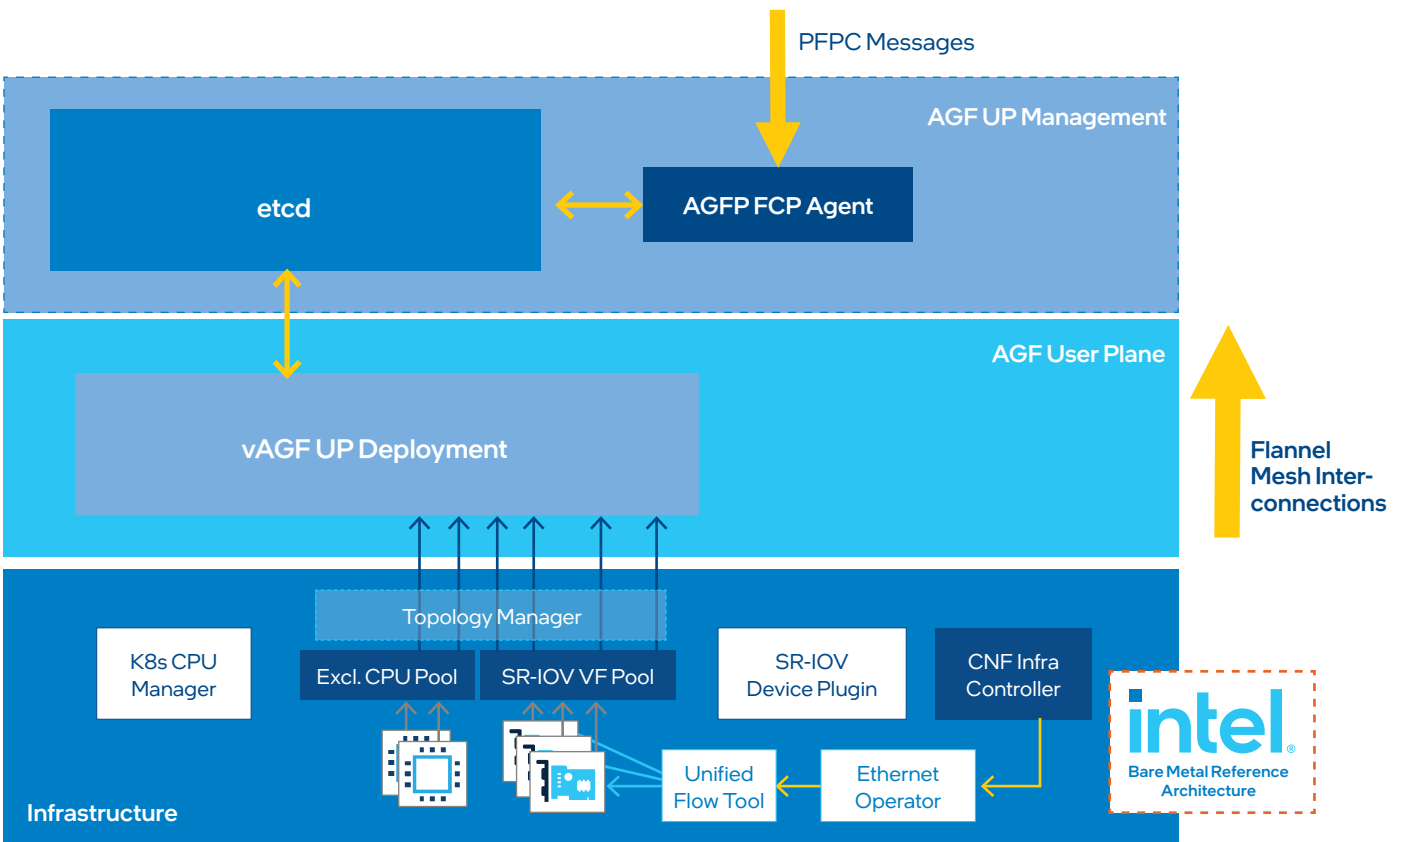 PFPC Messages
AGF UP Management
etcd
AGFP FCP Agent
AGF User Plane
vAGF UP Deployment
Flannel
Mesh Inter-
connections
Topology Manager
K8s CPU
Manager
Excl. CPU Pool
SR-IOV VF Pool
SR-IOV
Device Plugin
CNF Infra
Controller
intel®
Bare Metal Reference
Architecture
Unified
Flow Tool
Ethernet
Operator
Infrastructure